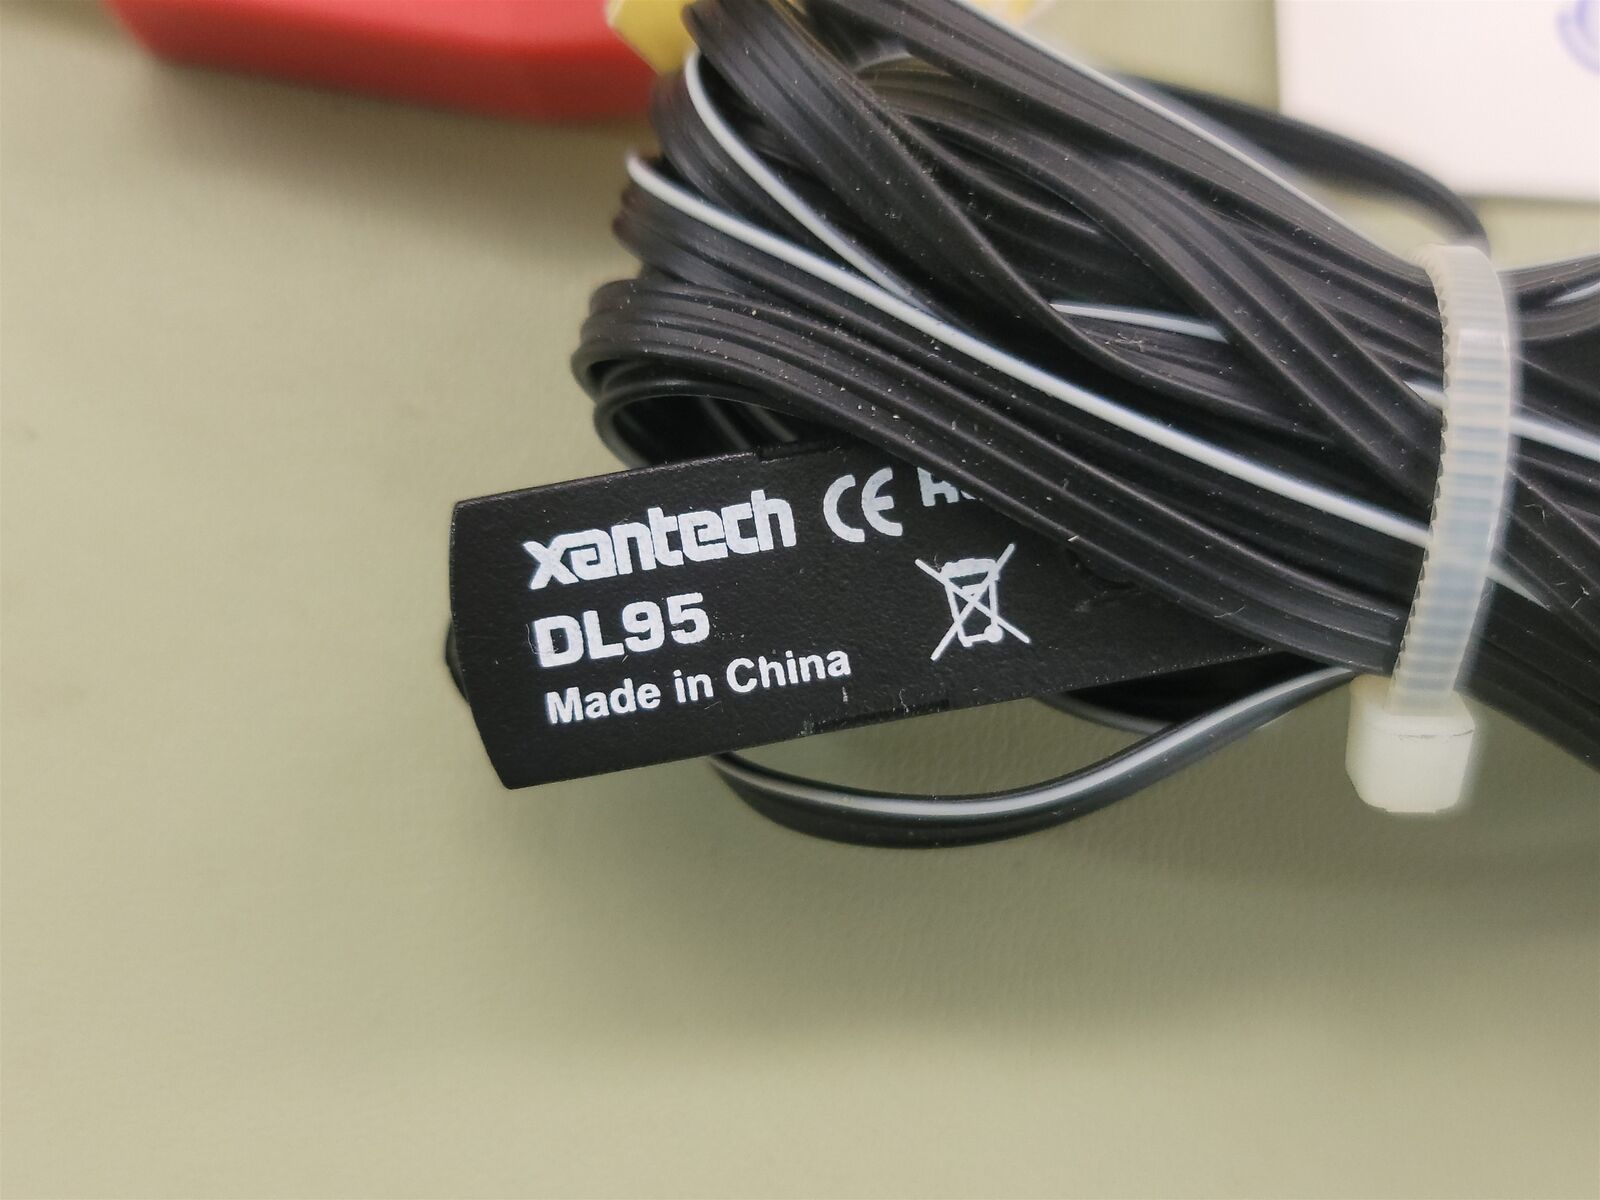 xantech CE
DL95
Made in China